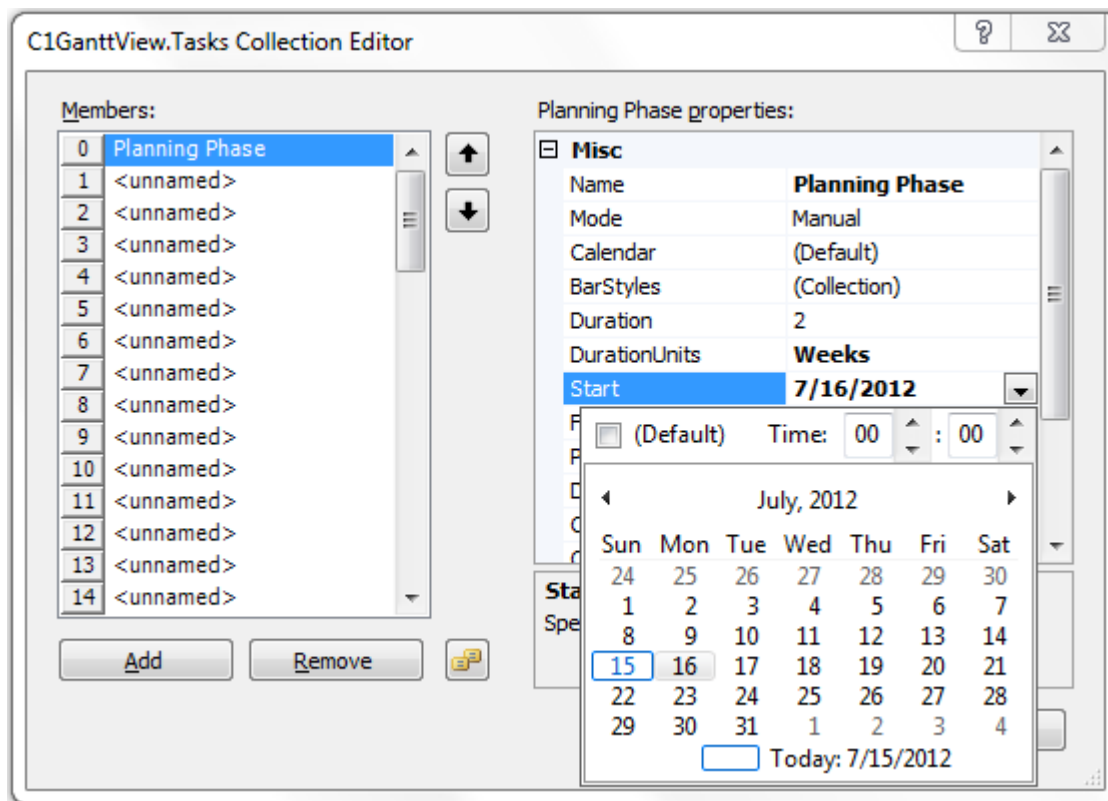 C1GanttView.Tasks Collection Editor
Members:
0 Planning Phase
1 <unnamed>
2 <unnamed>
3 <unnamed>
4 <unnamed>
5 <unnamed>
6 <unnamed>
7 <unnamed>
8 <unnamed>
9 <unnamed>
10 <unnamed>
11 <unnamed>
12 <unnamed>
13 <unnamed>
14 <unnamed>
Add Remove
Planning Phase properties:
Misc
Name Planning Phase
Mode Manual
Calendar (Default)
BarStyles (Collection)
Duration 2
DurationUnits Weeks
Start 7/16/2012
(Default) Time: 00 : 00
July, 2012
Sun Mon Tue Wed Thu Fri Sat
24 25 26 27 28 29 30
1 2 3 4 5 6 7
8 9 10 11 12 13 14
15 16 17 18 19 20 21
22 23 24 25 26 27 28
29 30 31 1 2 3 4
Today: 7/15/2012
Sta
Spe